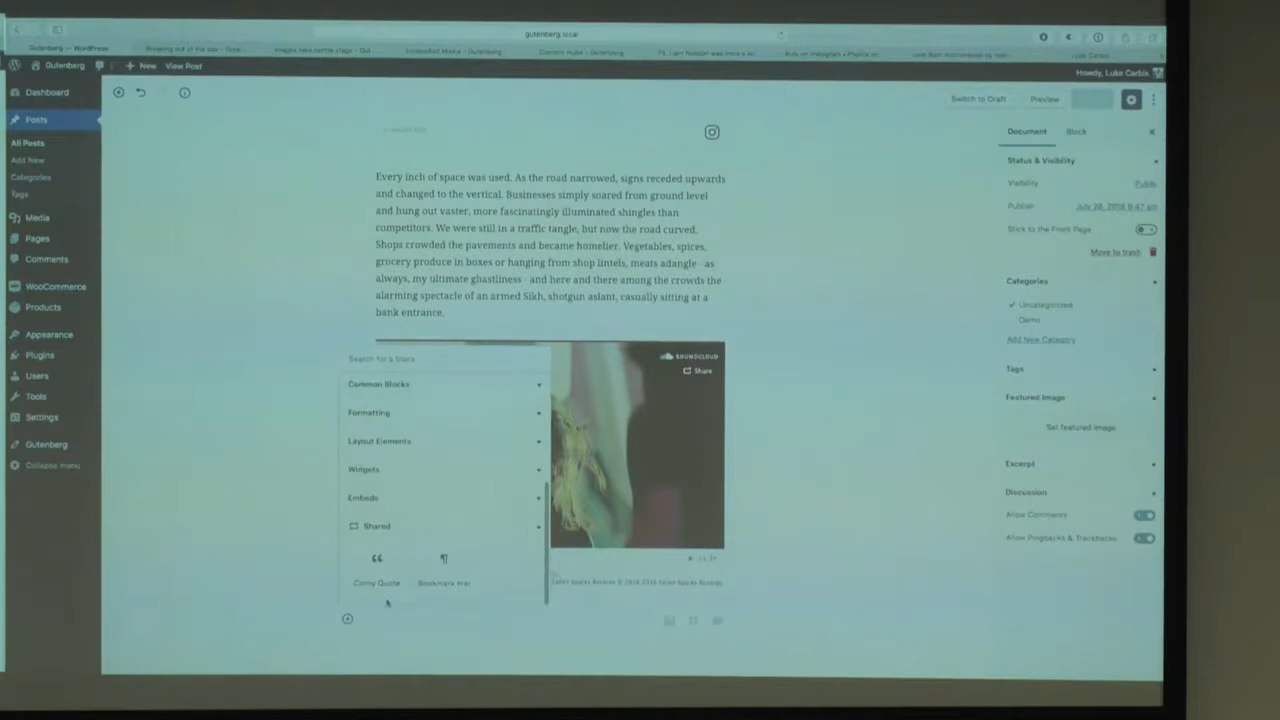 gutenberg.local
Gutenberg — WordPress
Gutenberg
New
View Post
Howdy, Luke Carbis
Dashboard
Posts
All Posts
Add New
Categories
Tags
Media
Pages
Comments
WooCommerce
Products
Appearance
Plugins
Users
Tools
Settings
Gutenberg
Collapse menu
Switch to Draft
Preview
Every inch of space was used. As the road narrowed, signs receded upwards
and changed to the vertical. Businesses simply soared from ground level
and hung out vaster, more fascinatingly illuminated shingles than
competitors. We were still in a traffic tangle, but now the road curved.
Shops crowded the pavements and became homelier. Vegetables, spices,
grocery produce in boxes or hanging from shop lintels, meats adangle - as
always, my ultimate ghastliness - and here and there among the crowds the
alarming spectacle of an armed Sikh, shotgun aslant, casually sitting at a
bank entrance.
SOUNDCLOUD
Share
Search for a block
Common Blocks
Formatting
Layout Elements
Widgets
Embeds
Shared
Corny Quote
Bookmark me!
Document
Block
Status & Visibility
Visibility
Public
Publish
July 28, 2018 9:47 am
Stick to the Front Page
Move to trash
Categories
Uncategorized
Demo
Add New Category
Tags
Featured Image
Set featured image
Excerpt
Discussion
Allow Comments
Allow Pingbacks & Trackbacks